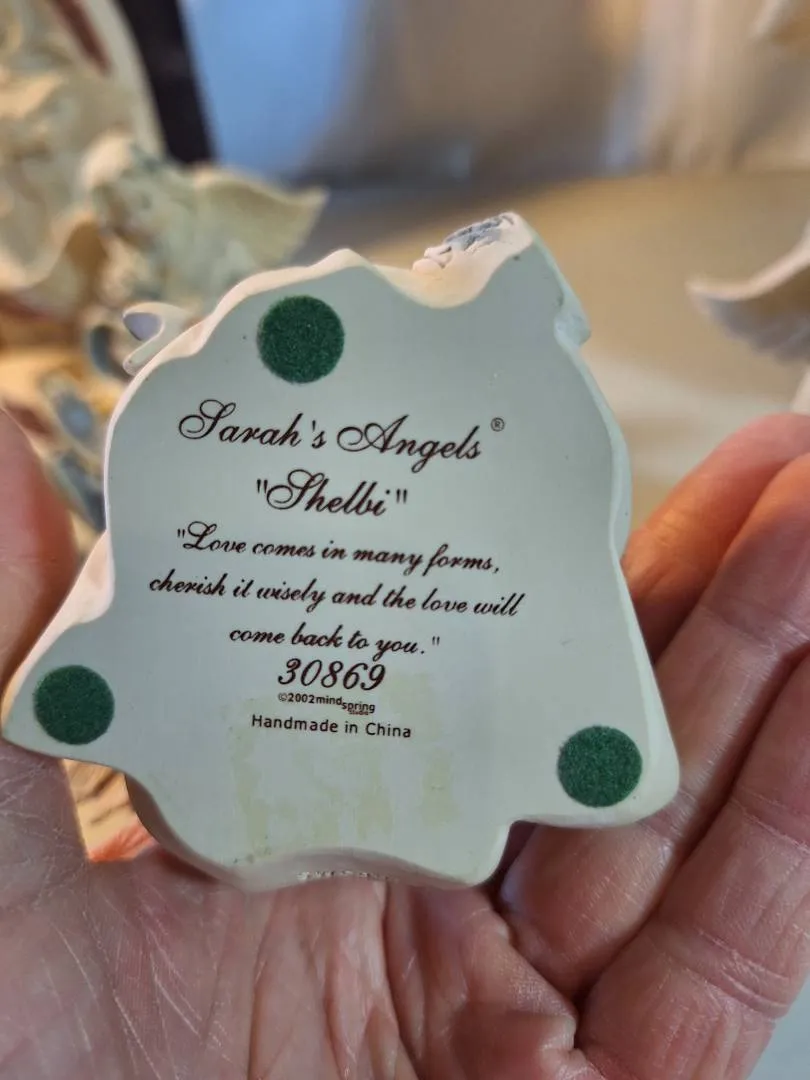 Sarah's Angels®
"Shelbi"
"Love comes in many forms,
cherish it wisely and the love will
come back to you."
30869
©2002mindspring
Studio
Handmade in China